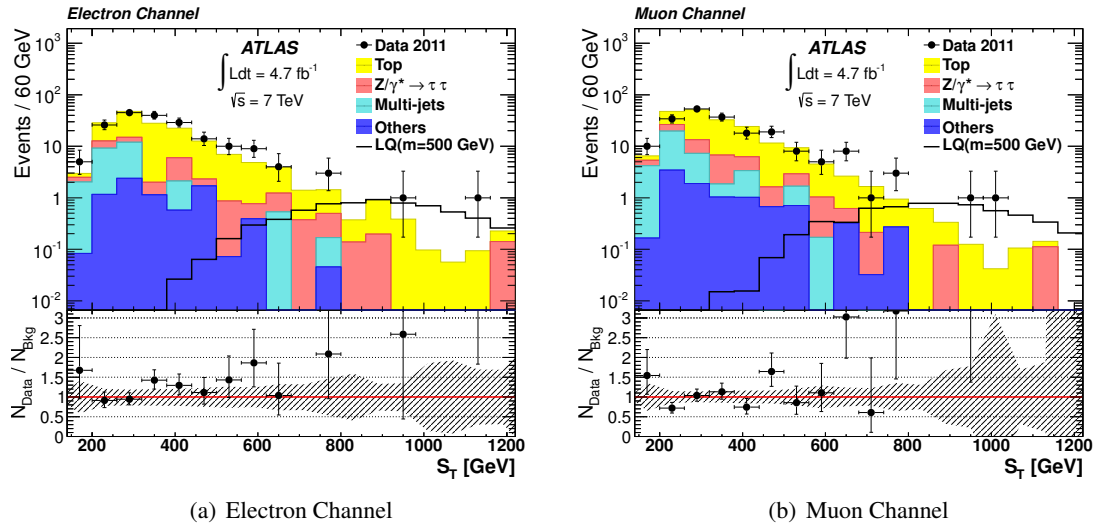 Electron Channel
Events / 60 GeV
10³
10²
10
1
10⁻¹
10⁻²
ATLAS
∫ Ldt = 4.7 fb⁻¹
√s = 7 TeV
Data 2011
Top
Z/γ* → τ τ
Multi-jets
Others
LQ(m=500 GeV)
N_Data / N_Bkg
3
2.5
2
1.5
1
0.5
0
200 400 600 800 1000 1200
S_T [GeV]
(a) Electron Channel
Muon Channel
Events / 60 GeV
10³
10²
10
1
10⁻¹
10⁻²
ATLAS
∫ Ldt = 4.7 fb⁻¹
√s = 7 TeV
Data 2011
Top
Z/γ* → τ τ
Multi-jets
Others
LQ(m=500 GeV)
N_Data / N_Bkg
3
2.5
2
1.5
1
0.5
0
200 400 600 800 1000 1200
S_T [GeV]
(b) Muon Channel